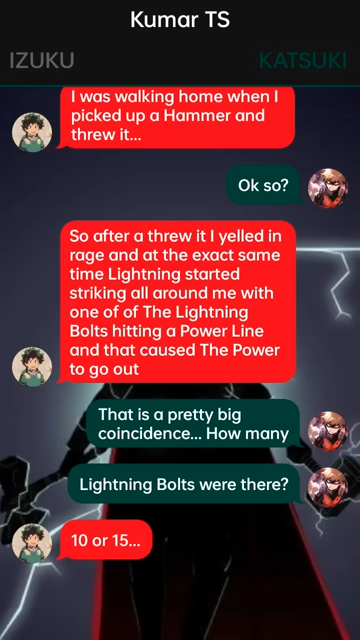 Kumar TS
IZUKU
KATSUKI
I was walking home when I
picked up a Hammer and
threw it...
Ok so?
So after a threw it I yelled in
rage and at the exact same
time Lightning started
striking all around me with
one of of The Lightning
Bolts hitting a Power Line
and that caused The Power
to go out
That is a pretty big
coincidence... How many
Lightning Bolts were there?
10 or 15...